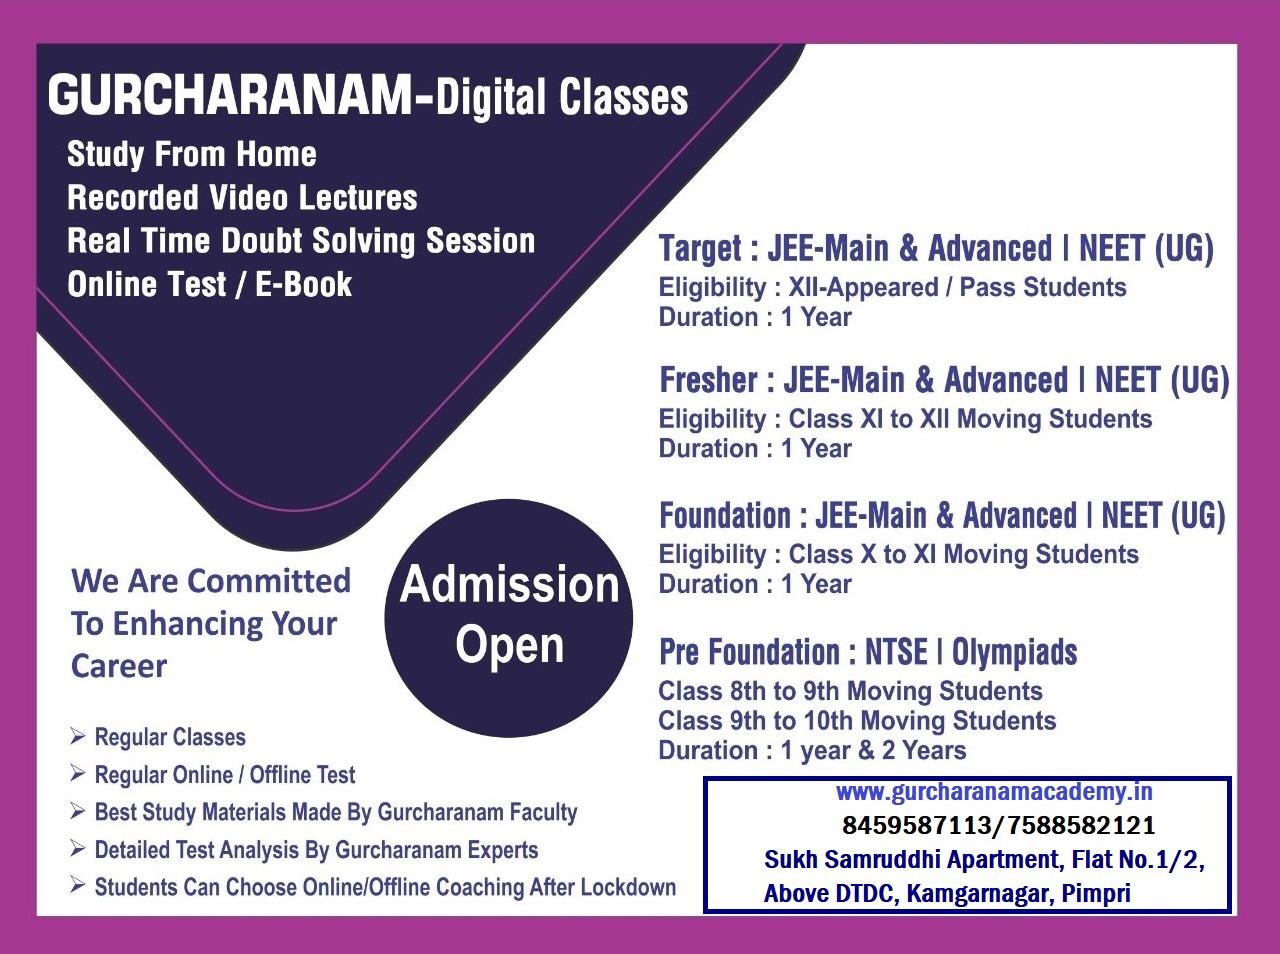 GURCHARANAM-Digital Classes
Study From Home
Recorded Video Lectures
Real Time Doubt Solving Session
Online Test / E-Book
Target : JEE-Main & Advanced | NEET (UG)
Eligibility : XII-Appeared / Pass Students
Duration : 1 Year
Fresher : JEE-Main & Advanced | NEET (UG)
Eligibility : Class XI to XII Moving Students
Duration : 1 Year
Foundation : JEE-Main & Advanced | NEET (UG)
Eligibility : Class X to XI Moving Students
Duration : 1 Year
Pre Foundation : NTSE | Olympiads
Class 8th to 9th Moving Students
Class 9th to 10th Moving Students
Duration : 1 year & 2 Years
We Are Committed
To Enhancing Your
Career
Admission
Open
➢ Regular Classes
➢ Regular Online / Offline Test
➢ Best Study Materials Made By Gurcharanam Faculty
➢ Detailed Test Analysis By Gurcharanam Experts
➢ Students Can Choose Online/Offline Coaching After Lockdown
www.gurcharanamacademy.in
8459587113/7588582121
Sukh Samruddhi Apartment, Flat No.1/2,
Above DTDC, Kamgarnagar, Pimpri